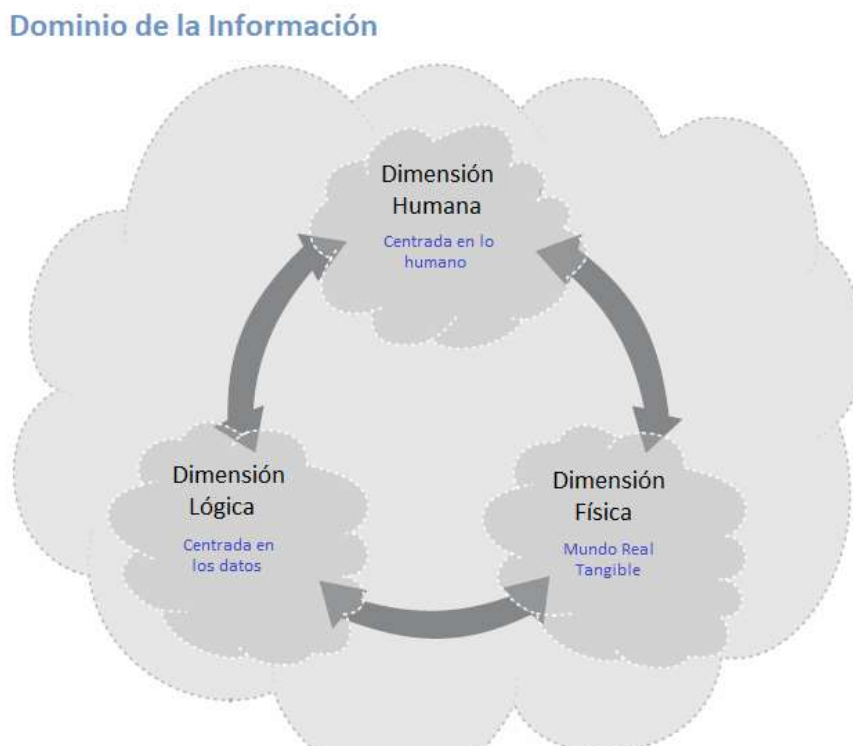 Dominio de la Información
Dimensión
Humana
Centrada en lo
humano
Dimensión
Lógica
Centrada en
los datos
Dimensión
Física
Mundo Real
Tangible